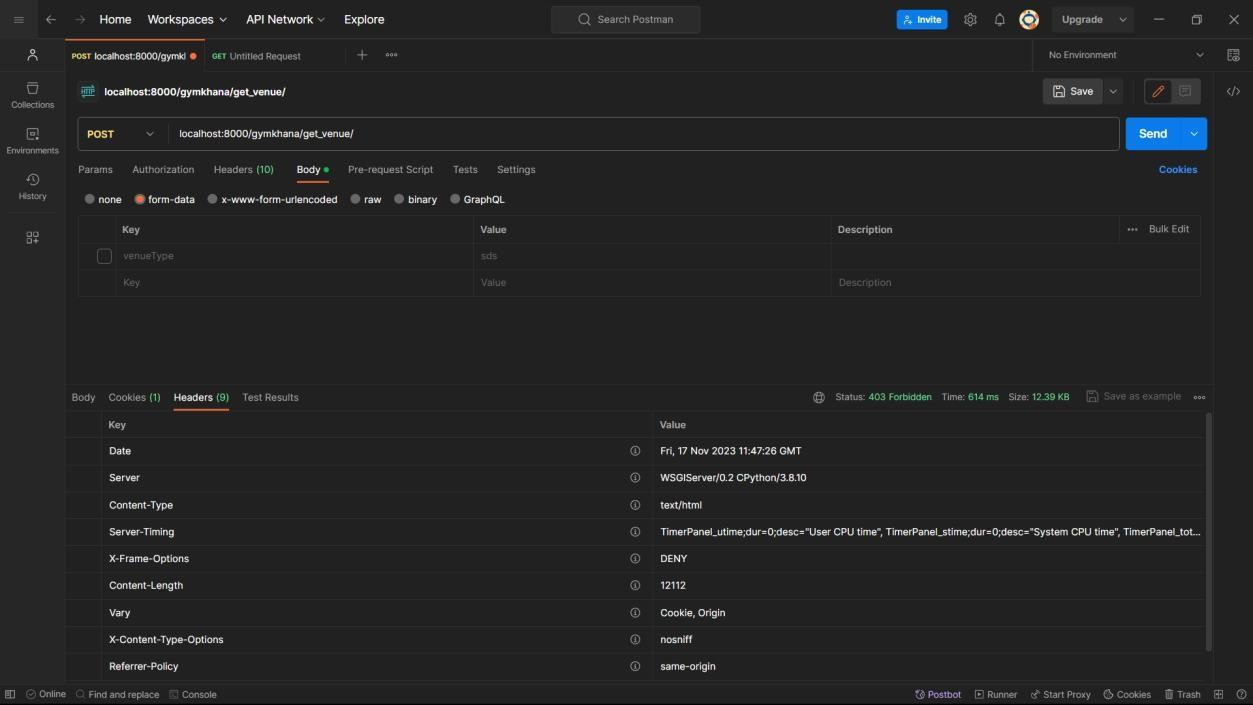 Home Workspaces API Network Explore Search Postman Invite Upgrade
POST localhost:8000/gymkl GET Untitled Request No Environment
HTTP localhost:8000/gymkhana/get_venue/ Save
Collections
POST localhost:8000/gymkhana/get_venue/ Send
Environments
Params Authorization Headers (10) Body Pre-request Script Tests Settings Cookies
History
none form-data x-www-form-urlencoded raw binary GraphQL
Key Value Description Bulk Edit
venueType sds
Key Value Description
Body Cookies (1) Headers (9) Test Results Status: 403 Forbidden Time: 614 ms Size: 12.39 KB Save as example
Key Value
Date Fri, 17 Nov 2023 11:47:26 GMT
Server WSGIServer/0.2 CPython/3.8.10
Content-Type text/html
Server-Timing TimerPanel_utime;dur=0;desc="User CPU time", TimerPanel_stime;dur=0;desc="System CPU time", TimerPanel_tot...
X-Frame-Options DENY
Content-Length 12112
Vary Cookie, Origin
X-Content-Type-Options nosniff
Referrer-Policy same-origin
Online Find and replace Console Postbot Runner Start Proxy Cookies Trash